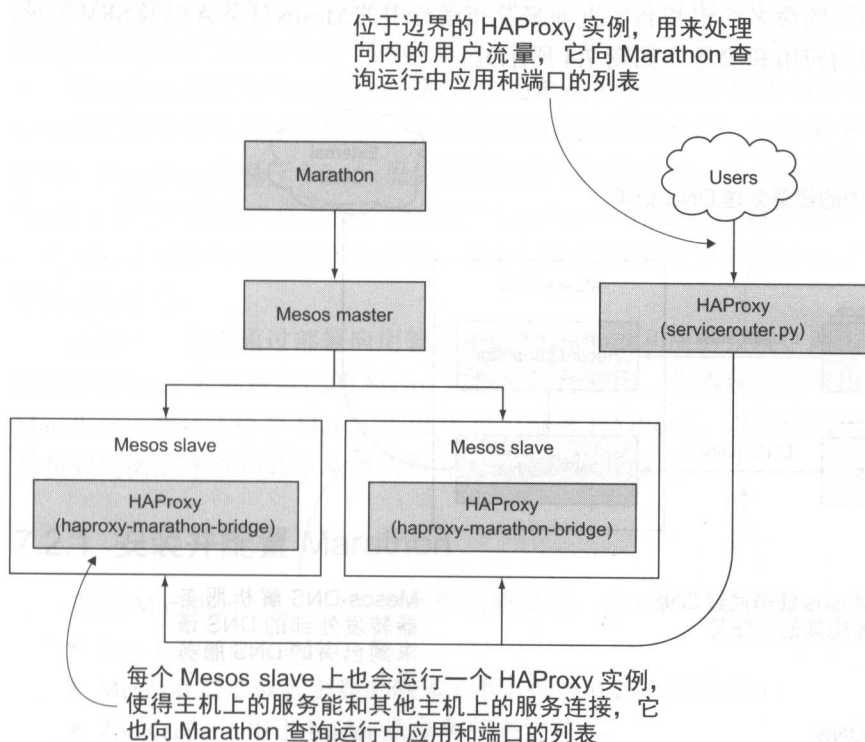 位于边界的 HAProxy 实例，用来处理
向内的用户流量，它向 Marathon 查
询运行中应用和端口的列表
Marathon
Users
Mesos master
HAProxy
(servicerouter.py)
Mesos slave
HAProxy
(haproxy-marathon-bridge)
Mesos slave
HAProxy
(haproxy-marathon-bridge)
每个 Mesos slave 上也会运行一个 HAProxy 实例，
使得主机上的服务能和其他主机上的服务连接，它
也向 Marathon 查询运行中应用和端口的列表